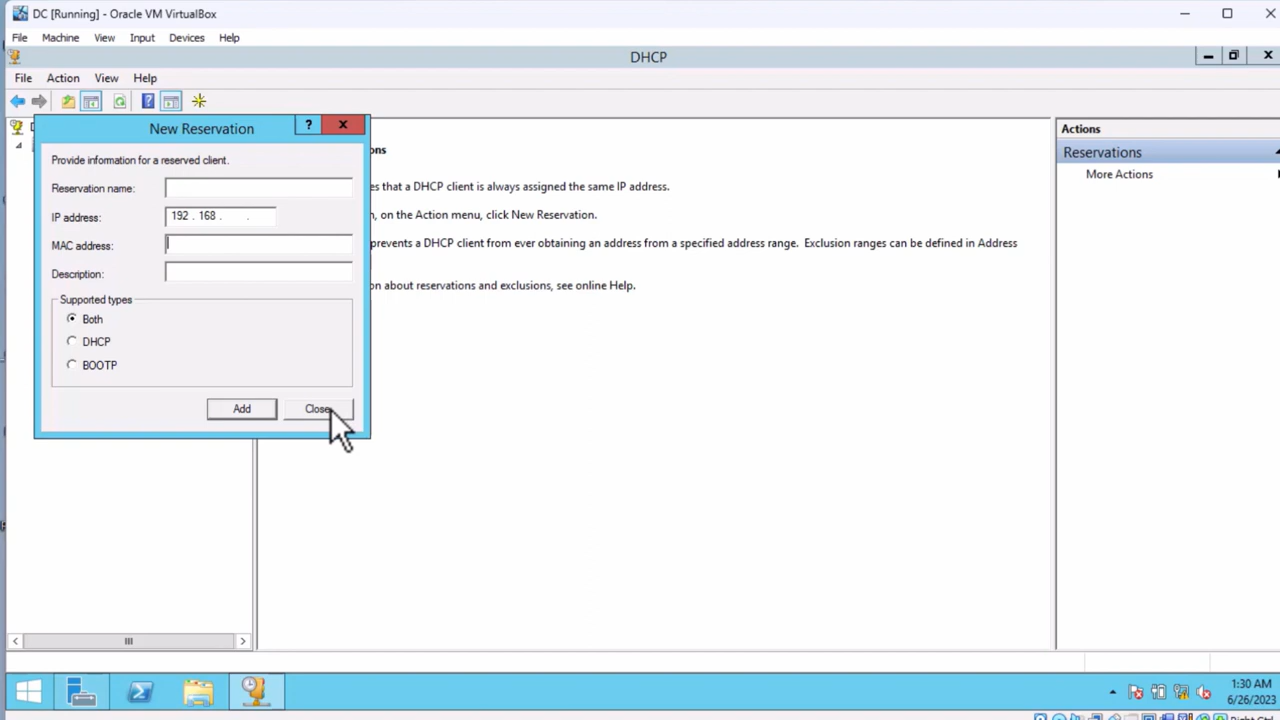 DC [Running] - Oracle VM VirtualBox
File Machine View Input Devices Help
DHCP
File Action View Help
New Reservation
Provide information for a reserved client.
Reservation name:
IP address: 192 . 168 . .
MAC address:
Description:
Supported types
Both
DHCP
BOOTP
Add Close
ons
es that a DHCP client is always assigned the same IP address.
n, on the Action menu, click New Reservation.
prevents a DHCP client from ever obtaining an address from a specified address range. Exclusion ranges can be defined in Address
on about reservations and exclusions, see online Help.
Actions
Reservations
More Actions
1:30 AM
6/26/2023
Right Ctrl